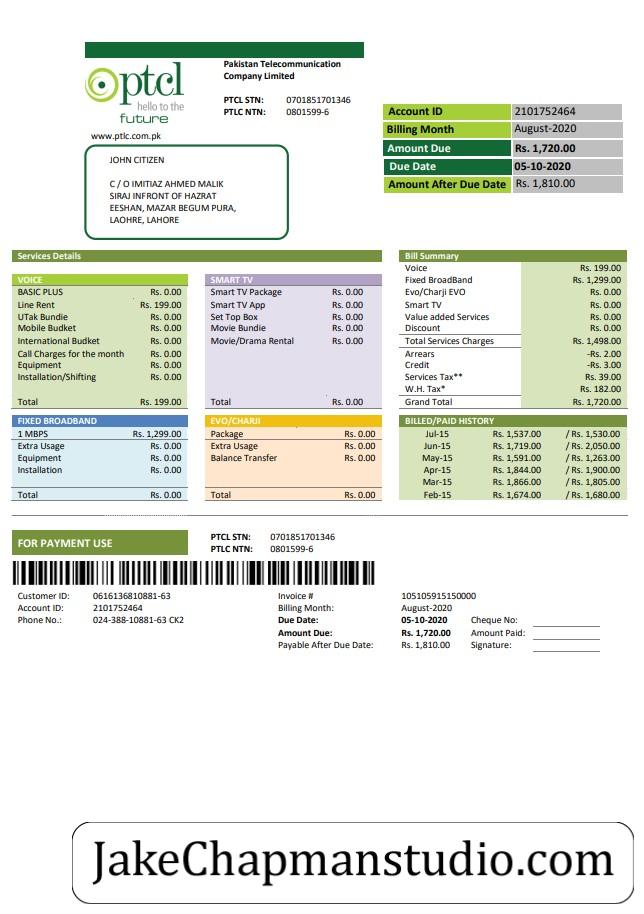 ptcl
hello to the
future
www.ptlc.com.pk
Pakistan Telecommunication
Company Limited
PTCL STN: 0701851701346
PTLC NTN: 0801599-6
Account ID 2101752464
Billing Month August-2020
Amount Due Rs. 1,720.00
Due Date 05-10-2020
Amount After Due Date Rs. 1,810.00
JOHN CITIZEN
C / O IMITIAZ AHMED MALIK
SIRAJ INFRONT OF HAZRAT
EESHAN, MAZAR BEGUM PURA,
LAOHRE, LAHORE
Services Details
VOICE
BASIC PLUS Rs. 0.00
Line Rent Rs. 199.00
UTak Bundie Rs. 0.00
Mobile Budket Rs. 0.00
International Budket Rs. 0.00
Call Charges for the month Rs. 0.00
Equipment Rs. 0.00
Installation/Shifting Rs. 0.00
Total Rs. 199.00
SMART TV
Smart TV Package Rs. 0.00
Smart TV App Rs. 0.00
Set Top Box Rs. 0.00
Movie Bundie Rs. 0.00
Movie/Drama Rental Rs. 0.00
Total Rs. 0.00
Bill Summary
Voice Rs. 199.00
Fixed BroadBand Rs. 1,299.00
Evo/Charji EVO Rs. 0.00
Smart TV Rs. 0.00
Value added Services Rs. 0.00
Discount Rs. 0.00
Total Services Charges Rs. 1,498.00
Arrears -Rs. 2.00
Credit -Rs. 3.00
Services Tax** Rs. 39.00
W.H. Tax* Rs. 182.00
Grand Total Rs. 1,720.00
FIXED BROADBAND
1 MBPS Rs. 1,299.00
Extra Usage Rs. 0.00
Equipment Rs. 0.00
Installation Rs. 0.00
Total Rs. 0.00
EVO/CHARJI
Package Rs. 0.00
Extra Usage Rs. 0.00
Balance Transfer Rs. 0.00
Total Rs. 0.00
BILLED/PAID HISTORY
Jul-15 Rs. 1,537.00 / Rs. 1,530.00
Jun-15 Rs. 1,719.00 / Rs. 2,050.00
May-15 Rs. 1,591.00 / Rs. 1,263.00
Apr-15 Rs. 1,844.00 / Rs. 1,900.00
Mar-15 Rs. 1,866.00 / Rs. 1,805.00
Feb-15 Rs. 1,674.00 / Rs. 1,680.00
FOR PAYMENT USE
PTCL STN: 0701851701346
PTLC NTN: 0801599-6
Customer ID: 0616136810881-63
Account ID: 2101752464
Phone No.: 024-388-10881-63 CK2
Invoice # 105105915150000
Billing Month: August-2020
Due Date: 05-10-2020 Cheque No:
Amount Due: Rs. 1,720.00 Amount Paid:
Payable After Due Date: Rs. 1,810.00 Signature:
JakeChapmanstudio.com